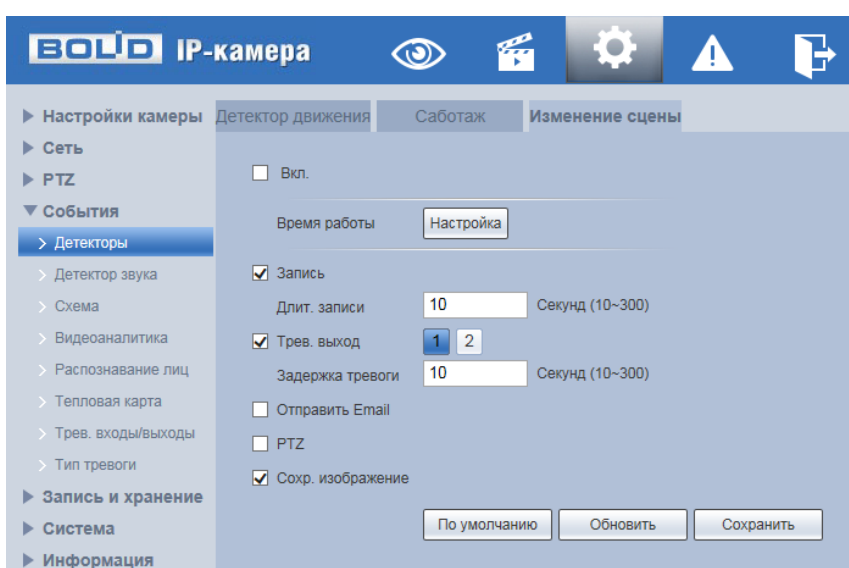 BOLID IP-камера
Настройки камеры
Сеть
PTZ
События
Детекторы
Детектор звука
Схема
Видеоаналитика
Распознавание лиц
Тепловая карта
Трев. входы/выходы
Тип тревоги
Запись и хранение
Система
Информация
Детектор движения Саботаж Изменение сцены
Вкл.
Время работы Настройка
Запись
Длит. записи 10 Секунд (10~300)
Трев. выход 1 2
Задержка тревоги 10 Секунд (10~300)
Отправить Email
PTZ
Сохр. изображение
По умолчанию Обновить Сохранить